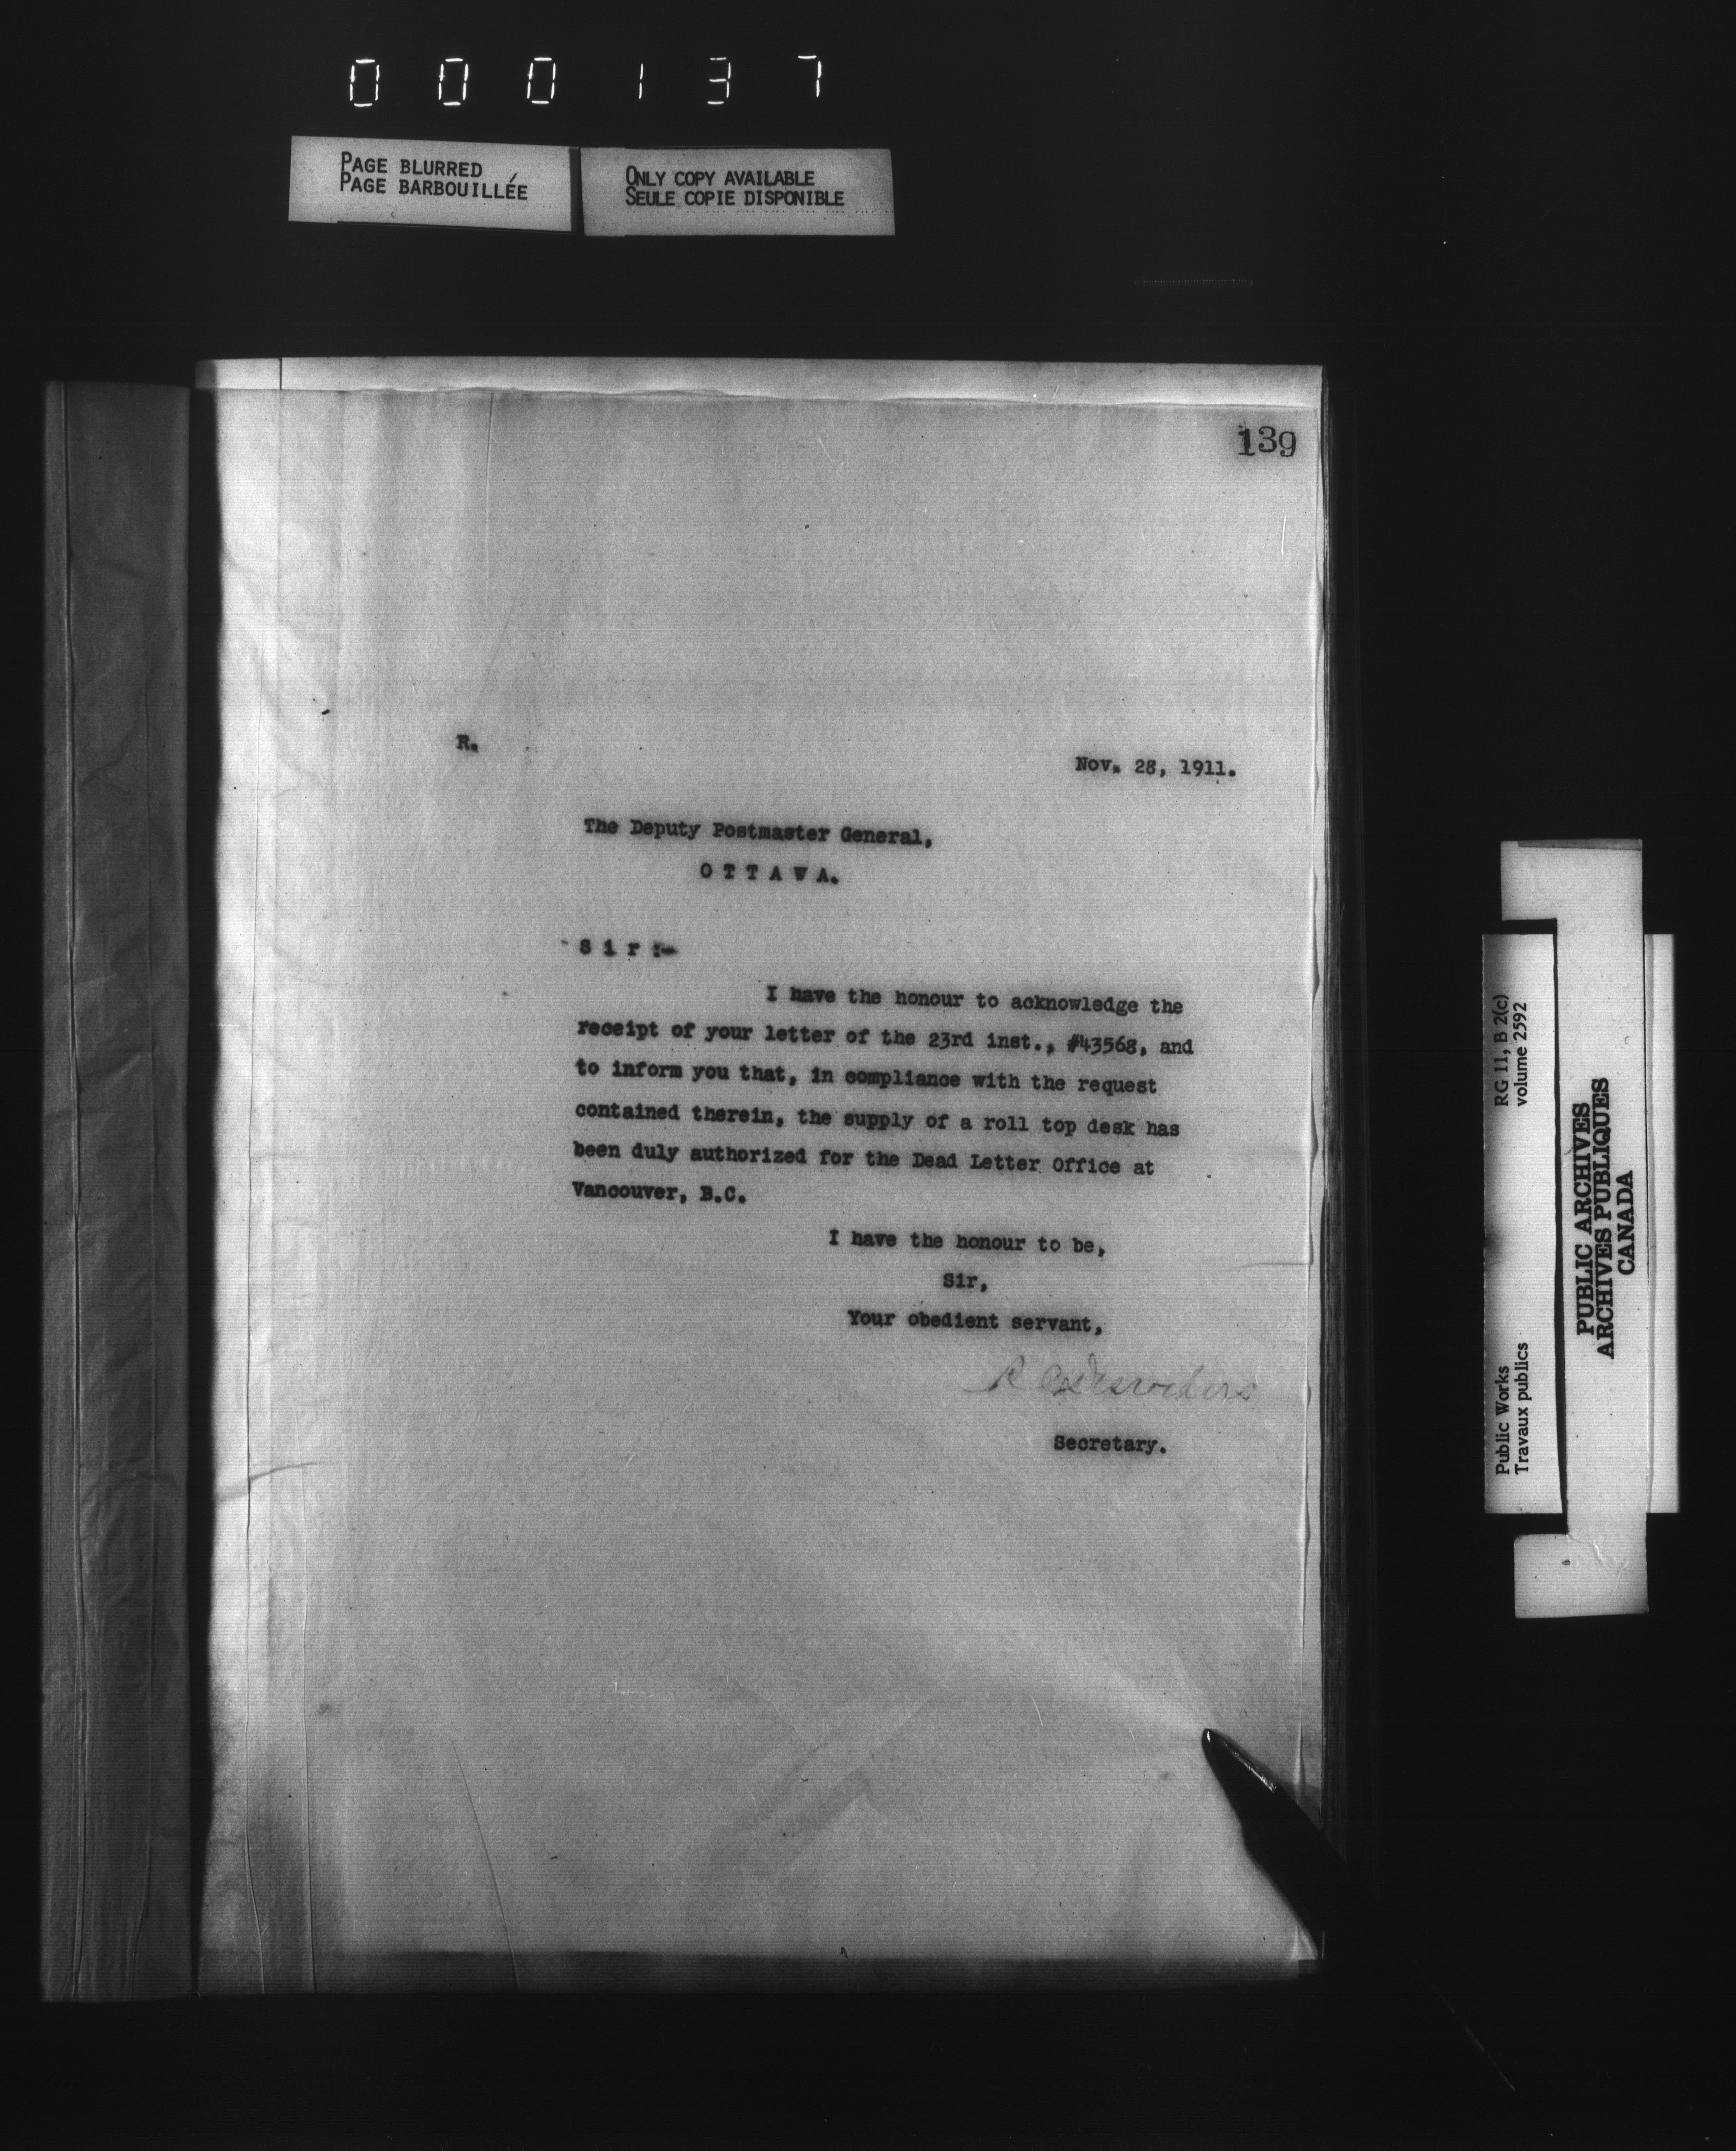 000137
PAGE BLURRED
PAGE BARBOUILLÉE
ONLY COPY AVAILABLE
SEULE COPIE DISPONIBLE
139
R.
Nov. 28, 1911.
The Deputy Postmaster General,
O T T A W A.
S i r :-
I have the honour to acknowledge the
receipt of your letter of the 23rd inst., #43568, and
to inform you that, in compliance with the request
contained therein, the supply of a roll top desk has
been duly authorized for the Dead Letter Office at
Vancouver, B.C.
I have the honour to be,
Sir,
Your obedient servant,
Secretary.
Public Works
Travaux publics
RG 11, B 2(c)
volume 2592
PUBLIC ARCHIVES
ARCHIVES PUBLIQUES
CANADA